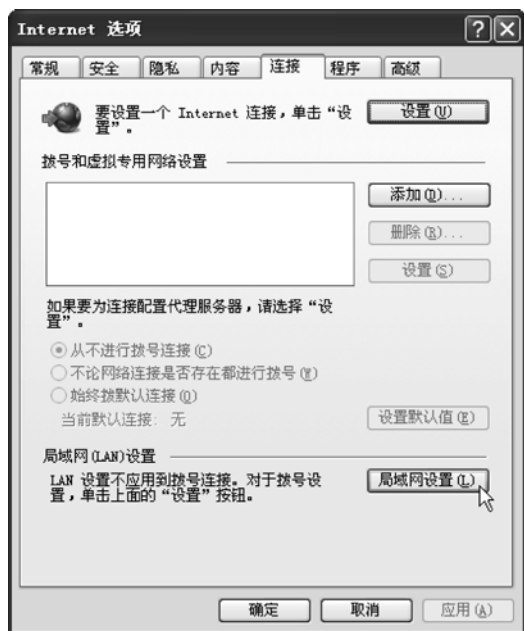 Internet 选项
常规 安全 隐私 内容 连接 程序 高级
要设置一个 Internet 连接，单击“设置”。
设置(U)
拨号和虚拟专用网络设置
添加(D)...
删除(R)...
设置(S)
如果要为连接配置代理服务器，请选择“设置”。
从不进行拨号连接(C)
不论网络连接是否存在都进行拨号(W)
始终拨默认连接(O)
当前默认连接： 无
设置默认值(E)
局域网(LAN)设置
LAN 设置不应用到拨号连接。对于拨号设置，单击上面的“设置”按钮。
局域网设置(L)
确定 取消 应用(A)